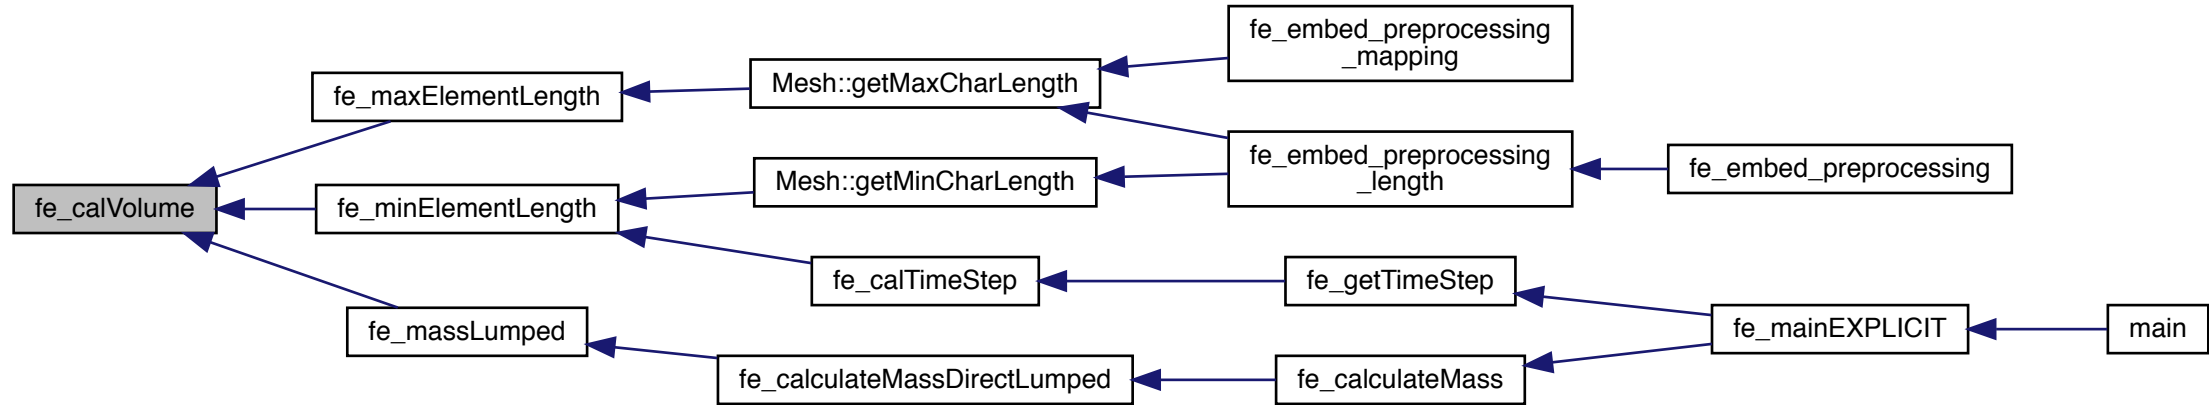 fe_calVolume
fe_maxElementLength
fe_minElementLength
fe_massLumped
Mesh::getMaxCharLength
Mesh::getMinCharLength
fe_calTimeStep
fe_calculateMassDirectLumped
fe_embed_preprocessing
_mapping
fe_embed_preprocessing
_length
fe_getTimeStep
fe_calculateMass
fe_embed_preprocessing
fe_mainEXPLICIT
main